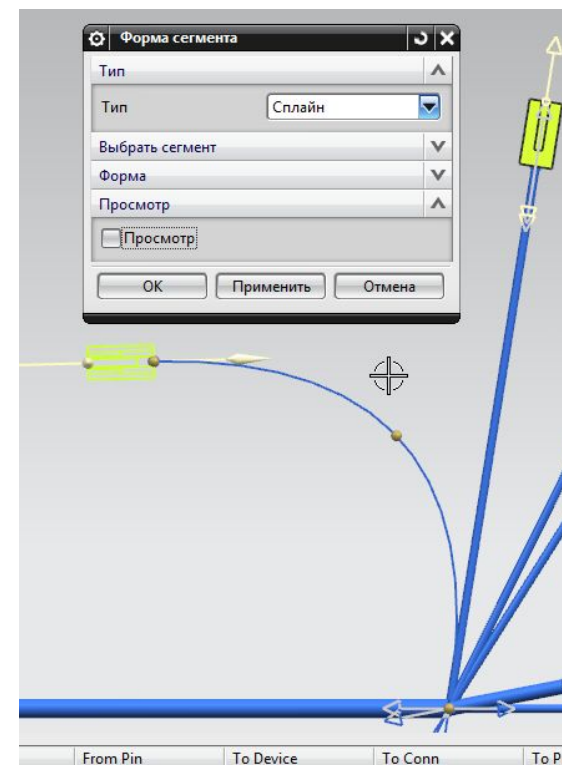 Форма сегмента
Тип
Тип Сплайн
Выбрать сегмент
Форма
Просмотр
Просмотр
OK Применить Отмена
From Pin To Device To Conn To P